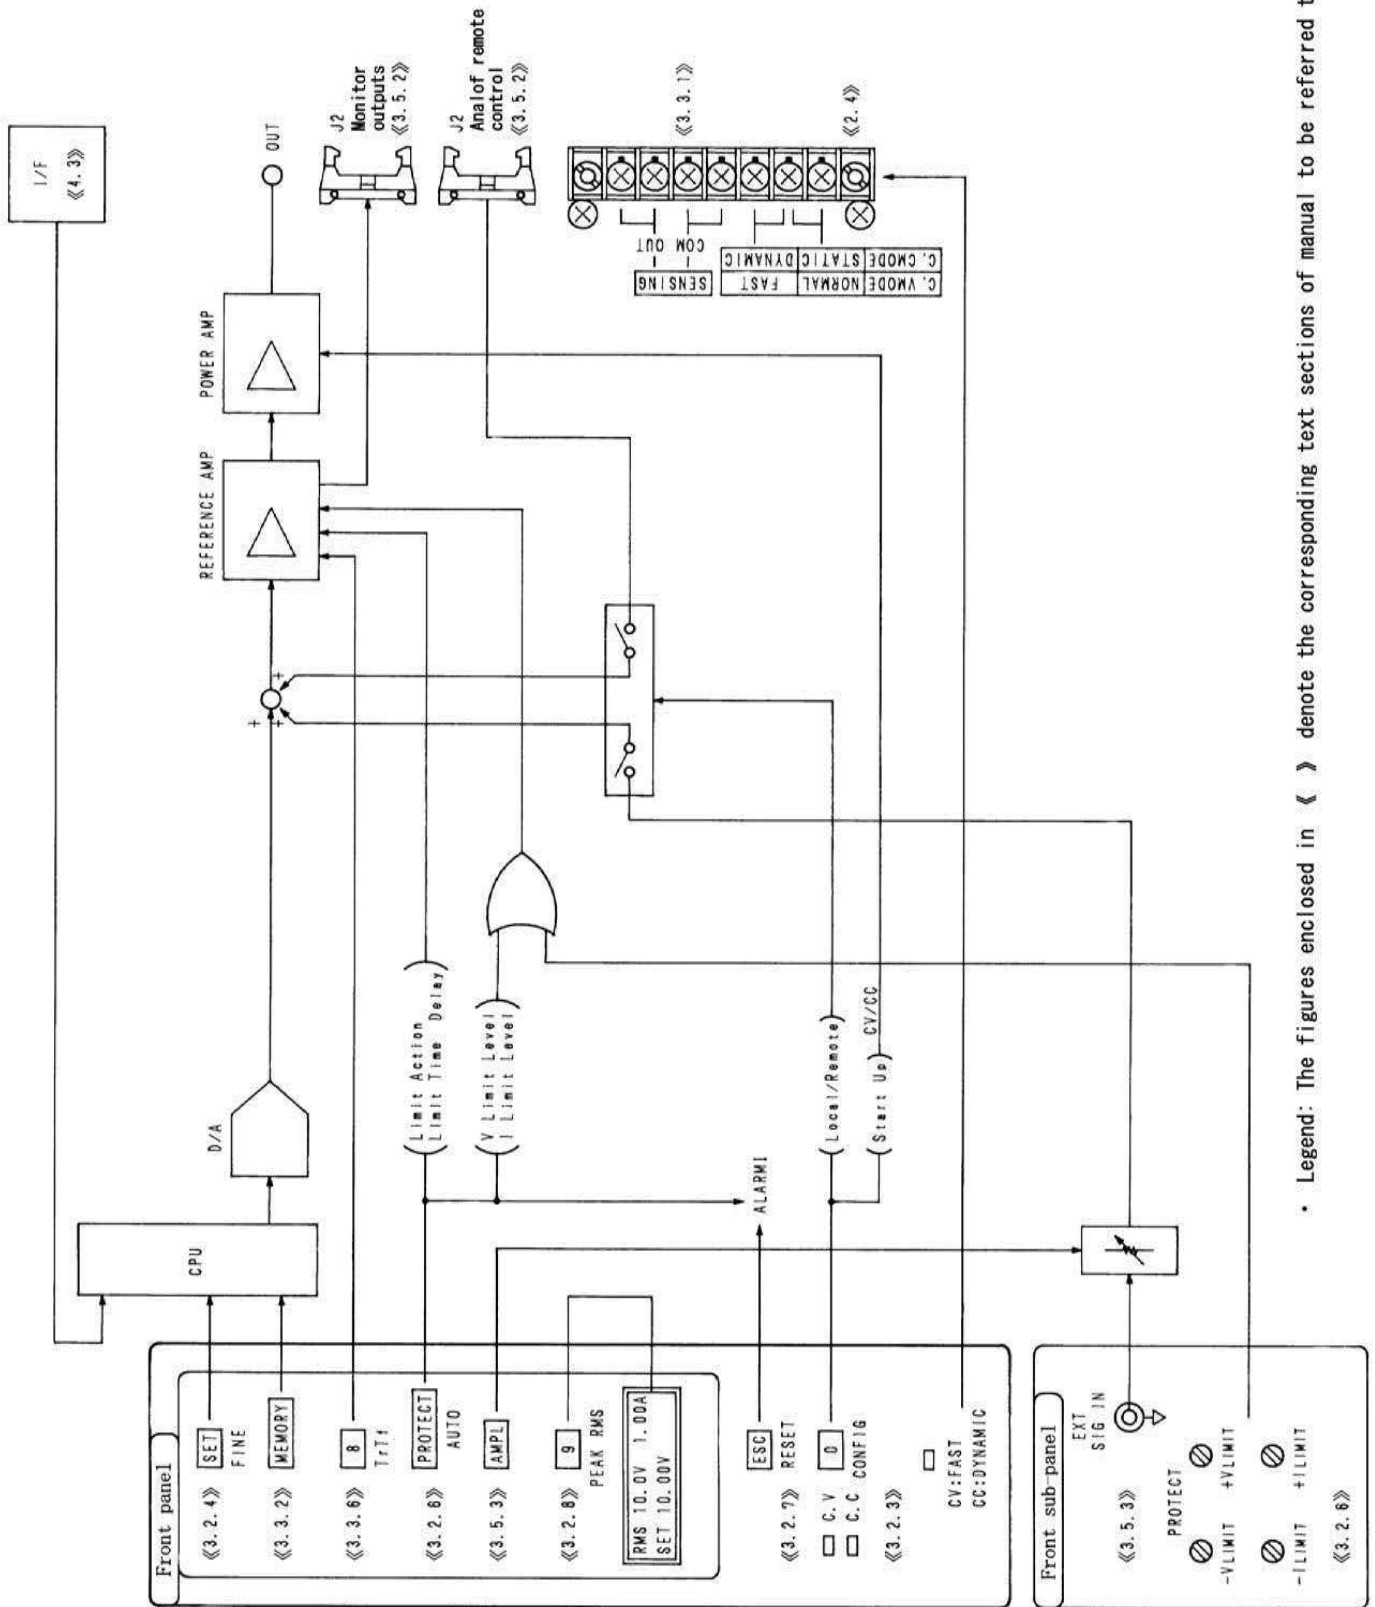 I/F
《4.3》
CPU
D/A
REFERENCE AMP
POWER AMP
OUT
+
+
+
J2
Monitor
outputs
《3.5.2》
J2
Analof remote
control
《3.5.2》
《3.3.1》
《2.4》
SENSING
COM OUT
C.VMODE NORMAL FAST
C.CMODE STATIC DYNAMIC
Front panel
《3.2.4》 SET
FINE
《3.3.2》 MEMORY
《3.3.6》 8
TrTf
《3.2.6》 PROTECT
AUTO
《3.5.3》 AMPL
《3.2.8》 9
PEAK RMS
RMS 10.0V 1.00A
SET 10.00V
《3.2.7》 ESC
RESET
C.V 0
C.C CONFIG
《3.2.3》
CV:FAST
CC:DYNAMIC
(Limit Action
Limit Time Delay)
(V Limit Level
I Limit Level)
ALARM!
(Local/Remote)
(Start Up) CV/CC
Front sub-panel
EXT
SIG IN
《3.5.3》
PROTECT
-VLIMIT +VLIMIT
-ILIMIT +ILIMIT
《3.2.6》
• Legend: The figures enclosed in 《 》 denote the corresponding text sections of manual to be referred t